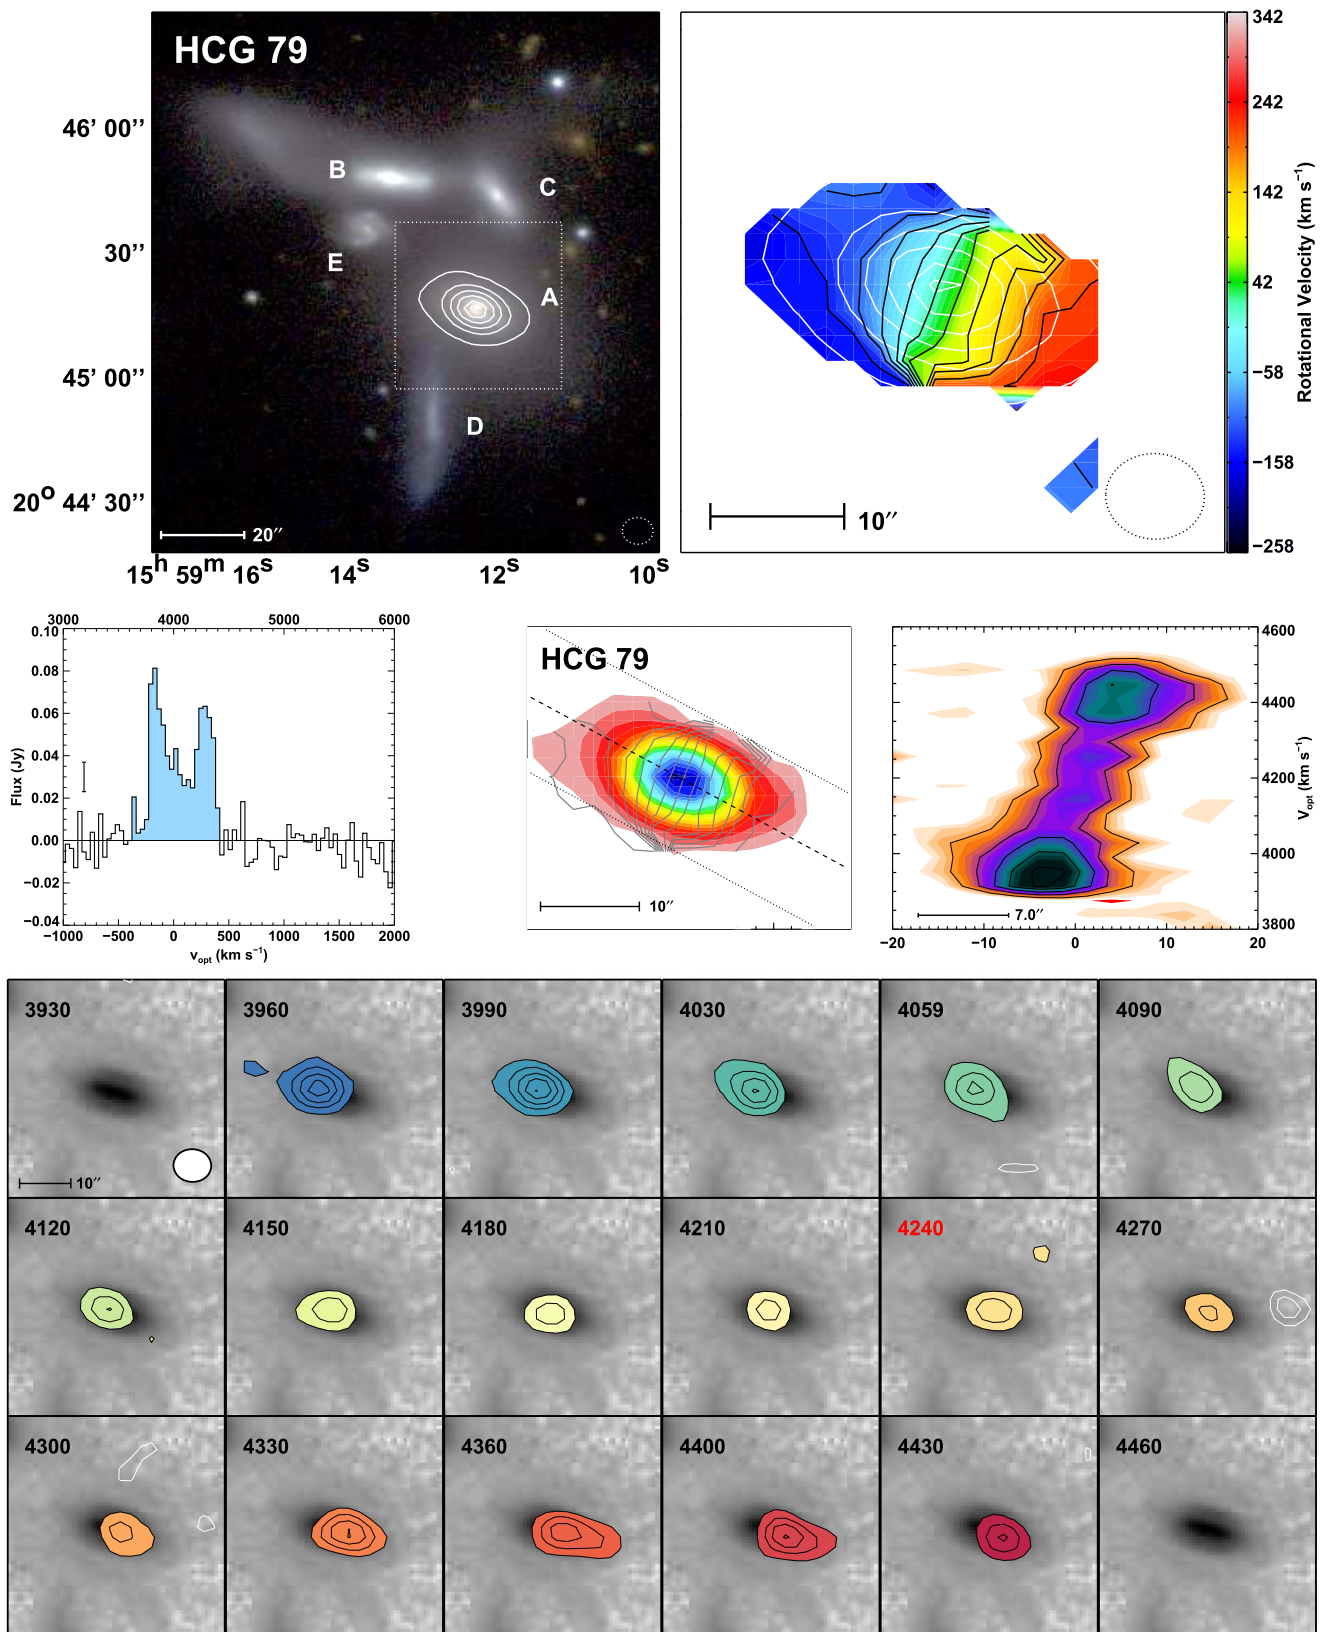 HCG 79
B
C
E
A
D
46' 00''
30''
45' 00''
20° 44' 30''
20″
15h 59m 16s 14s 12s 10s
10″
342
242
142
42
−58
−158
−258
Rotational Velocity (km s⁻¹)
3000 4000 5000 6000
0.10
0.08
0.06
0.04
0.02
0.00
−0.02
−0.04
Flux (Jy)
−1000 −500 0 500 1000 1500 2000
vopt (km s⁻¹)
HCG 79
10″
4600
4400
4200
4000
3800
Vopt (km s⁻¹)
7.0″
−20 −10 0 10 20
3930 3960 3990 4030 4059 4090
10″
4120 4150 4180 4210 4240 4270
4300 4330 4360 4400 4430 4460